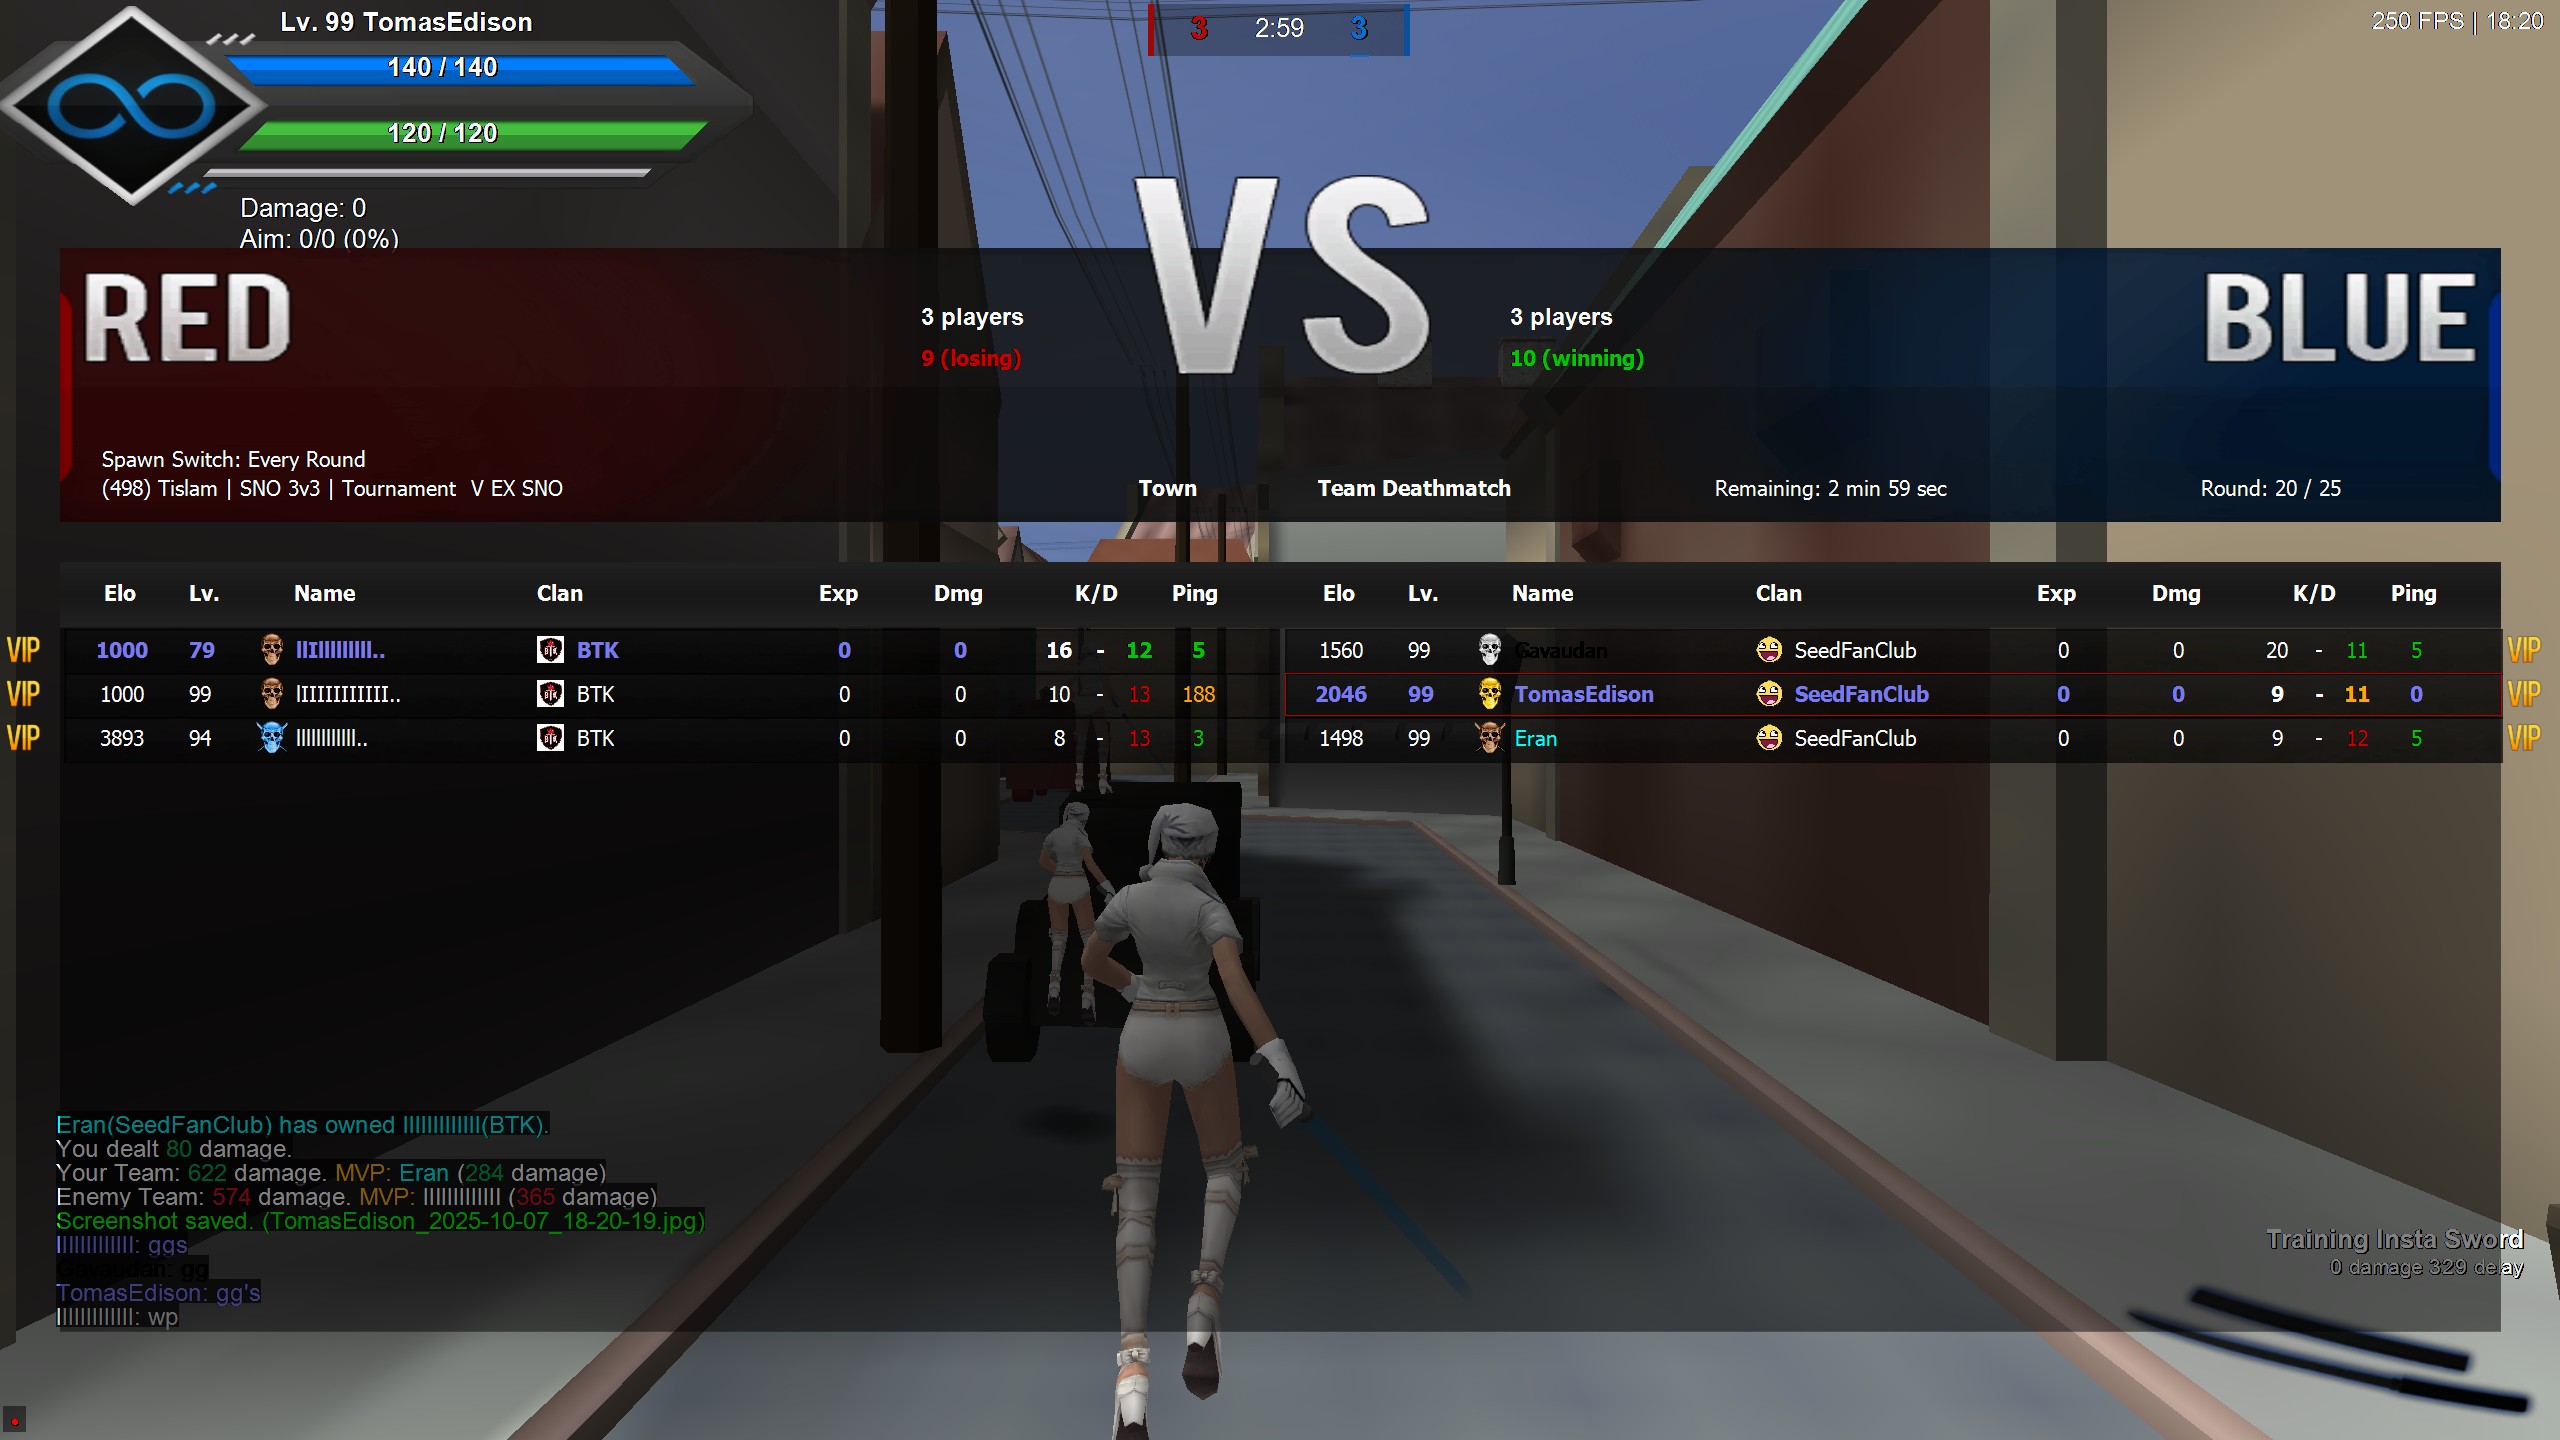 Lv. 99 TomasEdison
140 / 140
120 / 120
Damage: 0
Aim: 0/0 (0%)
3 2:59 3
250 FPS | 18:20
RED VS BLUE
3 players
9 (losing)
3 players
10 (winning)
Spawn Switch: Every Round
(498) Tislam | SNO 3v3 | Tournament V EX SNO
Town Team Deathmatch Remaining: 2 min 59 sec Round: 20 / 25
Elo Lv. Name Clan Exp Dmg K/D Ping Elo Lv. Name Clan Exp Dmg K/D Ping
VIP 1000 79 BTK 0 0 16 - 12 5 1560 99 Gavaudan SeedFanClub 0 0 20 - 11 5 VIP
VIP 1000 99 BTK 0 0 10 - 13 188 2046 99 TomasEdison SeedFanClub 0 0 9 - 11 0 VIP
VIP 3893 94 BTK 0 0 8 - 13 3 1498 99 Eran SeedFanClub 0 0 9 - 12 5 VIP
Eran(SeedFanClub) has owned (BTK).
You dealt 80 damage.
Your Team: 622 damage. MVP: Eran (284 damage)
Enemy Team: 574 damage. MVP: (365 damage)
Screenshot saved. (TomasEdison_2025-10-07_18-20-19.jpg)
: ggs
Gavaudan: gg
TomasEdison: gg's
: wp
Training Insta Sword
0 damage 329 delay